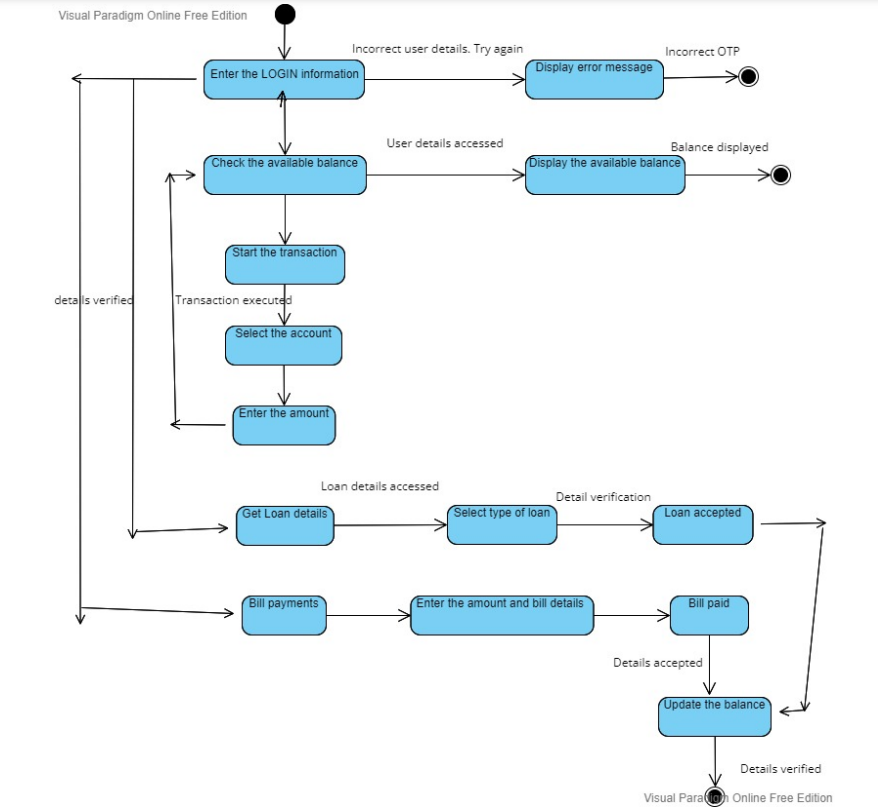 Visual Paradigm Online Free Edition
Incorrect user details. Try again
Incorrect OTP
Enter the LOGIN information
Display error message
User details accessed
Balance displayed
Check the available balance
Display the available balance
Start the transaction
details verified
Transaction executed
Select the account
Enter the amount
Loan details accessed
Detail verification
Get Loan details
Select type of loan
Loan accepted
Bill payments
Enter the amount and bill details
Bill paid
Details accepted
Update the balance
Details verified
Visual Paradigm Online Free Edition